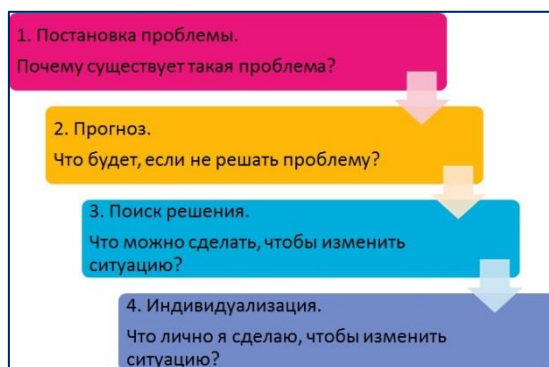 1. Постановка проблемы.
Почему существует такая проблема?
2. Прогноз.
Что будет, если не решать проблему?
3. Поиск решения.
Что можно сделать, чтобы изменить
ситуацию?
4. Индивидуализация.
Что лично я сделаю, чтобы изменить
ситуацию?